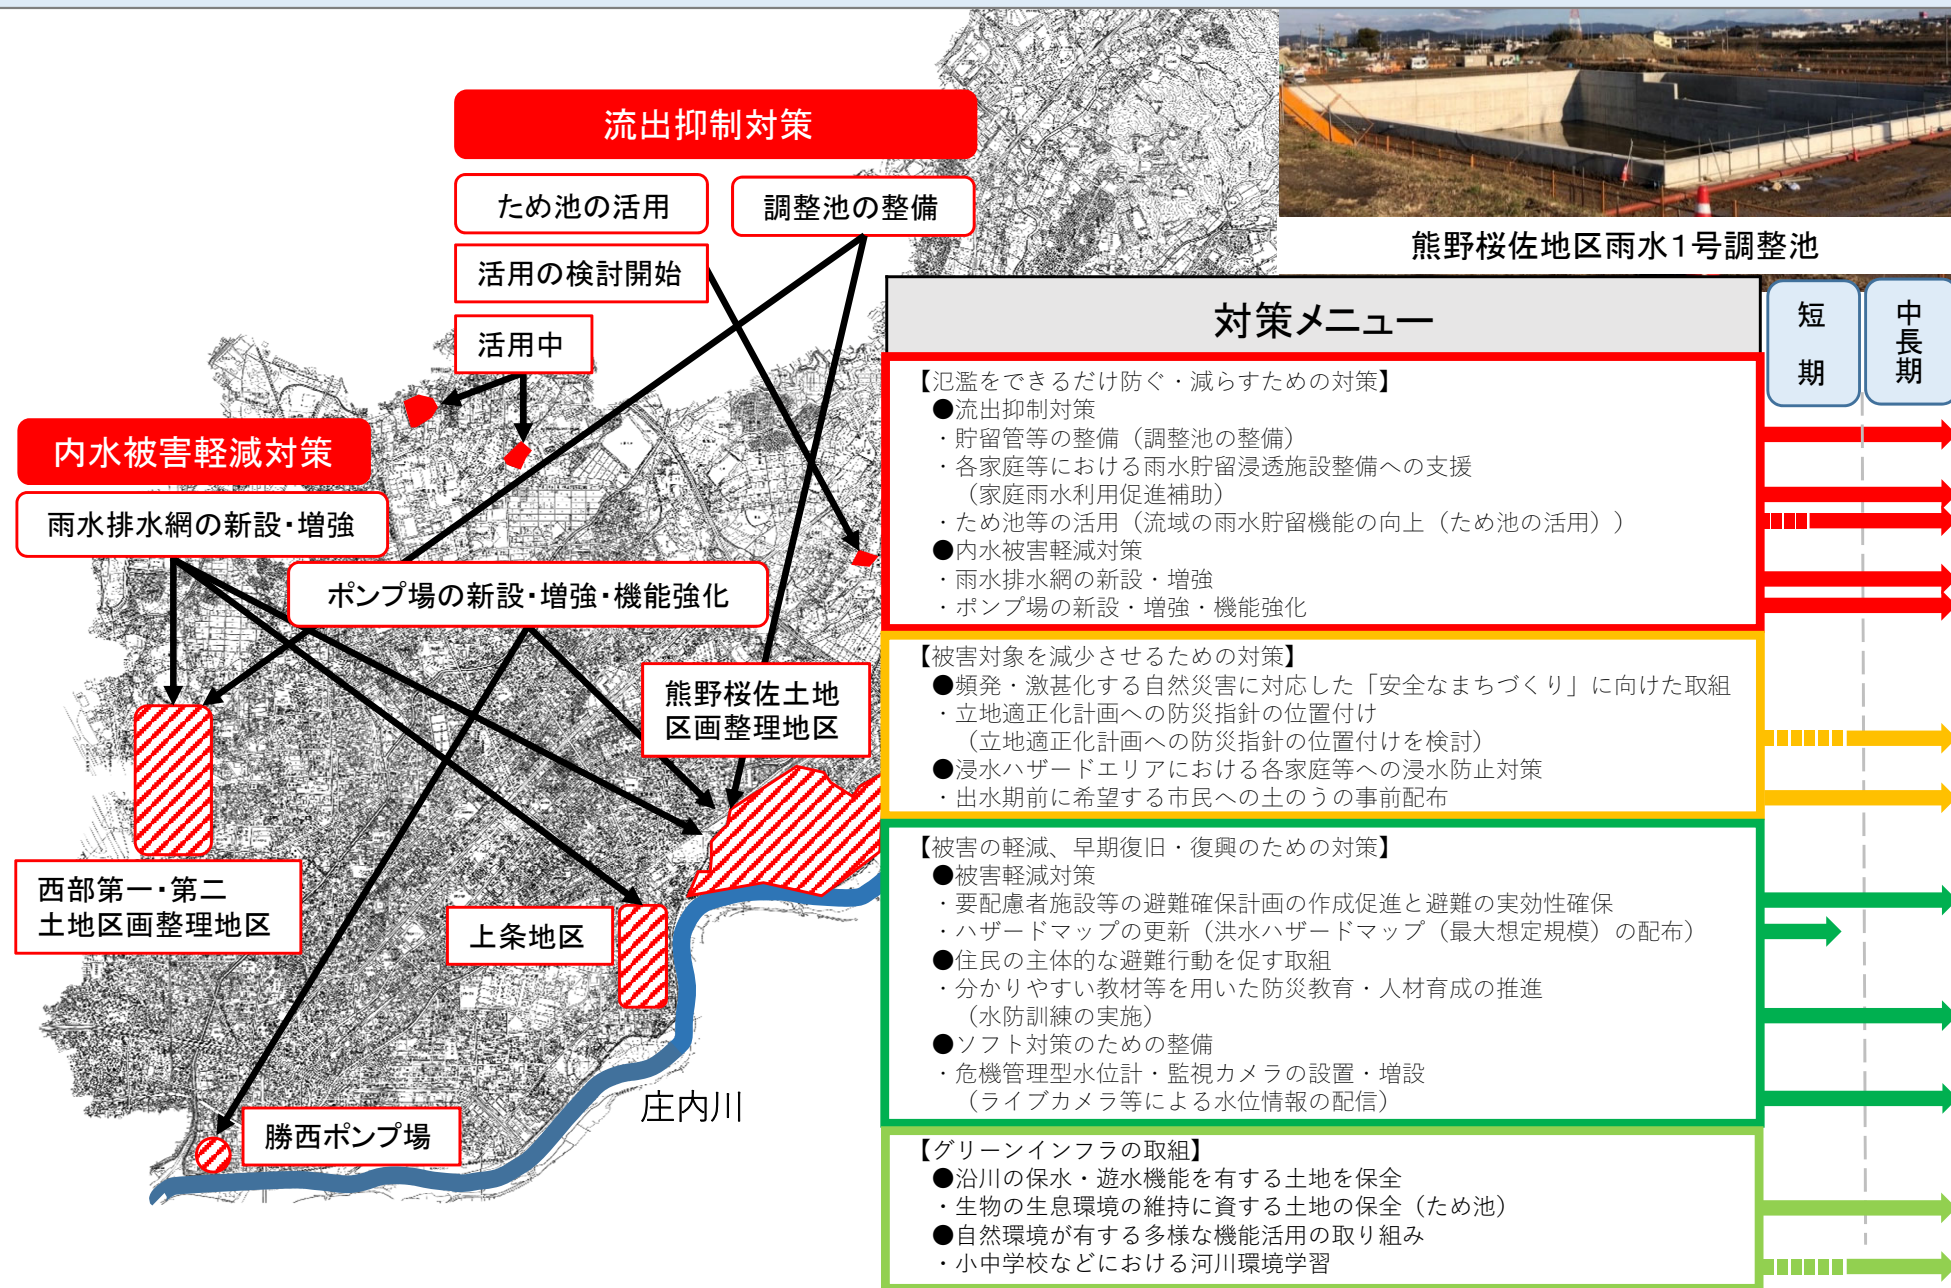 流出抑制対策
ため池の活用
調整池の整備
活用の検討開始
活用中
内水被害軽減対策
雨水排水網の新設・増強
ポンプ場の新設・増強・機能強化
熊野桜佐土地
区画整理地区
西部第一・第二
土地区画整理地区
上条地区
勝西ポンプ場
庄内川
熊野桜佐地区雨水1号調整池
対策メニュー
短期
中長期
【氾濫をできるだけ防ぐ・減らすための対策】
●流出抑制対策
・貯留管等の整備（調整池の整備）
・各家庭等における雨水貯留浸透施設整備への支援
（家庭雨水利用促進補助）
・ため池等の活用（流域の雨水貯留機能の向上（ため池の活用））
●内水被害軽減対策
・雨水排水網の新設・増強
・ポンプ場の新設・増強・機能強化
【被害対象を減少させるための対策】
●頻発・激甚化する自然災害に対応した「安全なまちづくり」に向けた取組
・立地適正化計画への防災指針の位置付け
（立地適正化計画への防災指針の位置付けを検討）
●浸水ハザードエリアにおける各家庭等への浸水防止対策
・出水期前に希望する市民への土のうの事前配布
【被害の軽減、早期復旧・復興のための対策】
●被害軽減対策
・要配慮者施設等の避難確保計画の作成促進と避難の実効性確保
・ハザードマップの更新（洪水ハザードマップ（最大想定規模）の配布）
●住民の主体的な避難行動を促す取組
・分かりやすい教材等を用いた防災教育・人材育成の推進
（水防訓練の実施）
●ソフト対策のための整備
・危機管理型水位計・監視カメラの設置・増設
（ライブカメラ等による水位情報の配信）
【グリーンインフラの取組】
●沿川の保水・遊水機能を有する土地を保全
・生物の生息環境の維持に資する土地の保全（ため池）
●自然環境が有する多様な機能活用の取り組み
・小中学校などにおける河川環境学習